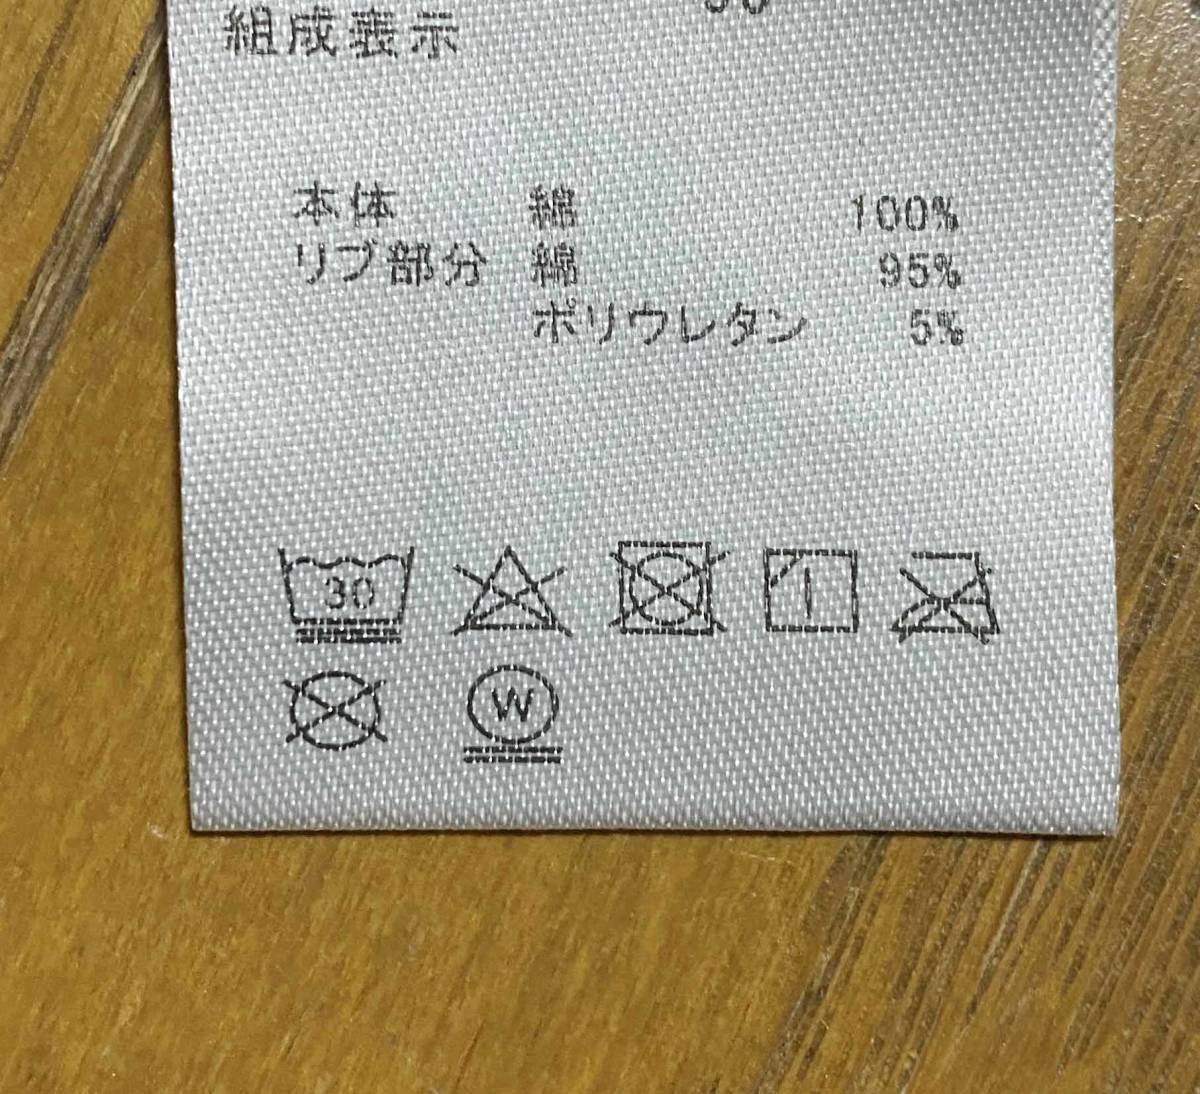 組成表示
本体 綿 100%
リブ部分 綿 95%
ポリウレタン 5%
30
W